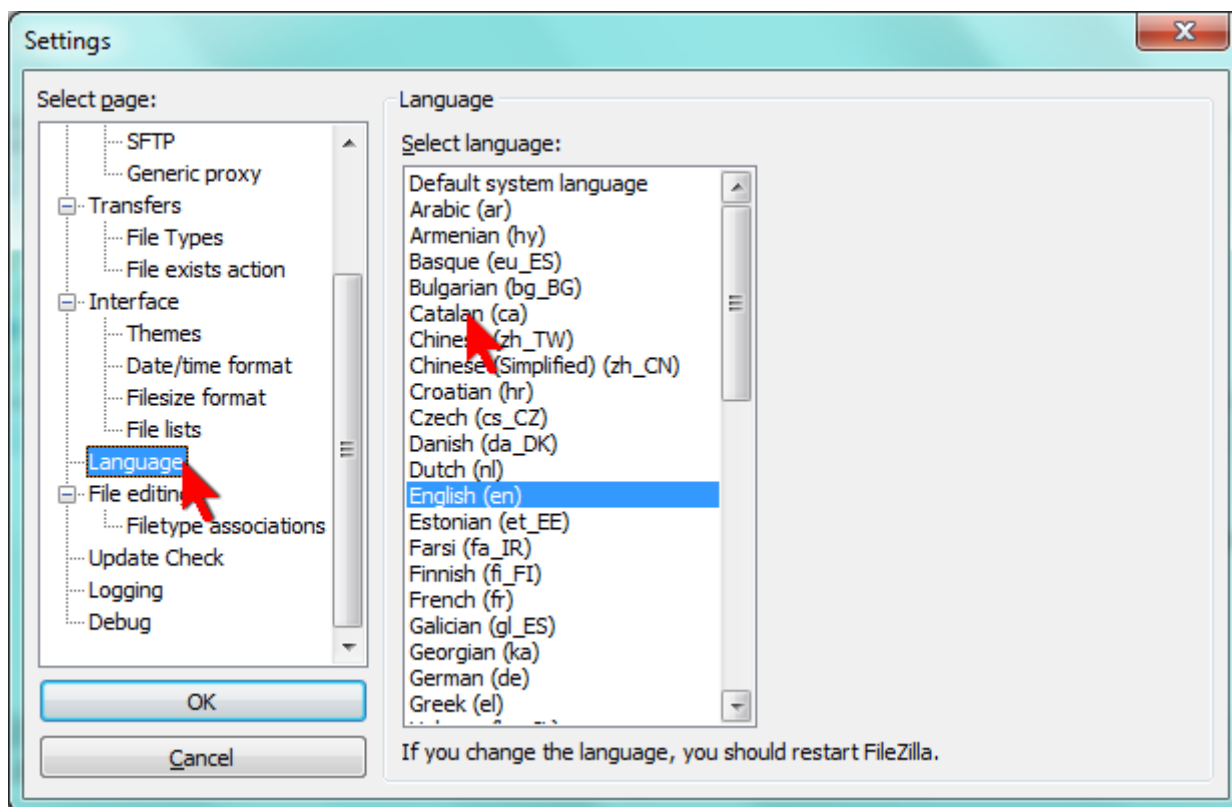 Settings
Select page:
SFTP
Generic proxy
Transfers
File Types
File exists action
Interface
Themes
Date/time format
Filesize format
File lists
Language
File editing
Filetype associations
Update Check
Logging
Debug
OK
Cancel
Language
Select language:
Default system language
Arabic (ar)
Armenian (hy)
Basque (eu_ES)
Bulgarian (bg_BG)
Catalan (ca)
Chinese (zh_TW)
Chinese (Simplified) (zh_CN)
Croatian (hr)
Czech (cs_CZ)
Danish (da_DK)
Dutch (nl)
English (en)
Estonian (et_EE)
Farsi (fa_IR)
Finnish (fi_FI)
French (fr)
Galician (gl_ES)
Georgian (ka)
German (de)
Greek (el)
If you change the language, you should restart FileZilla.